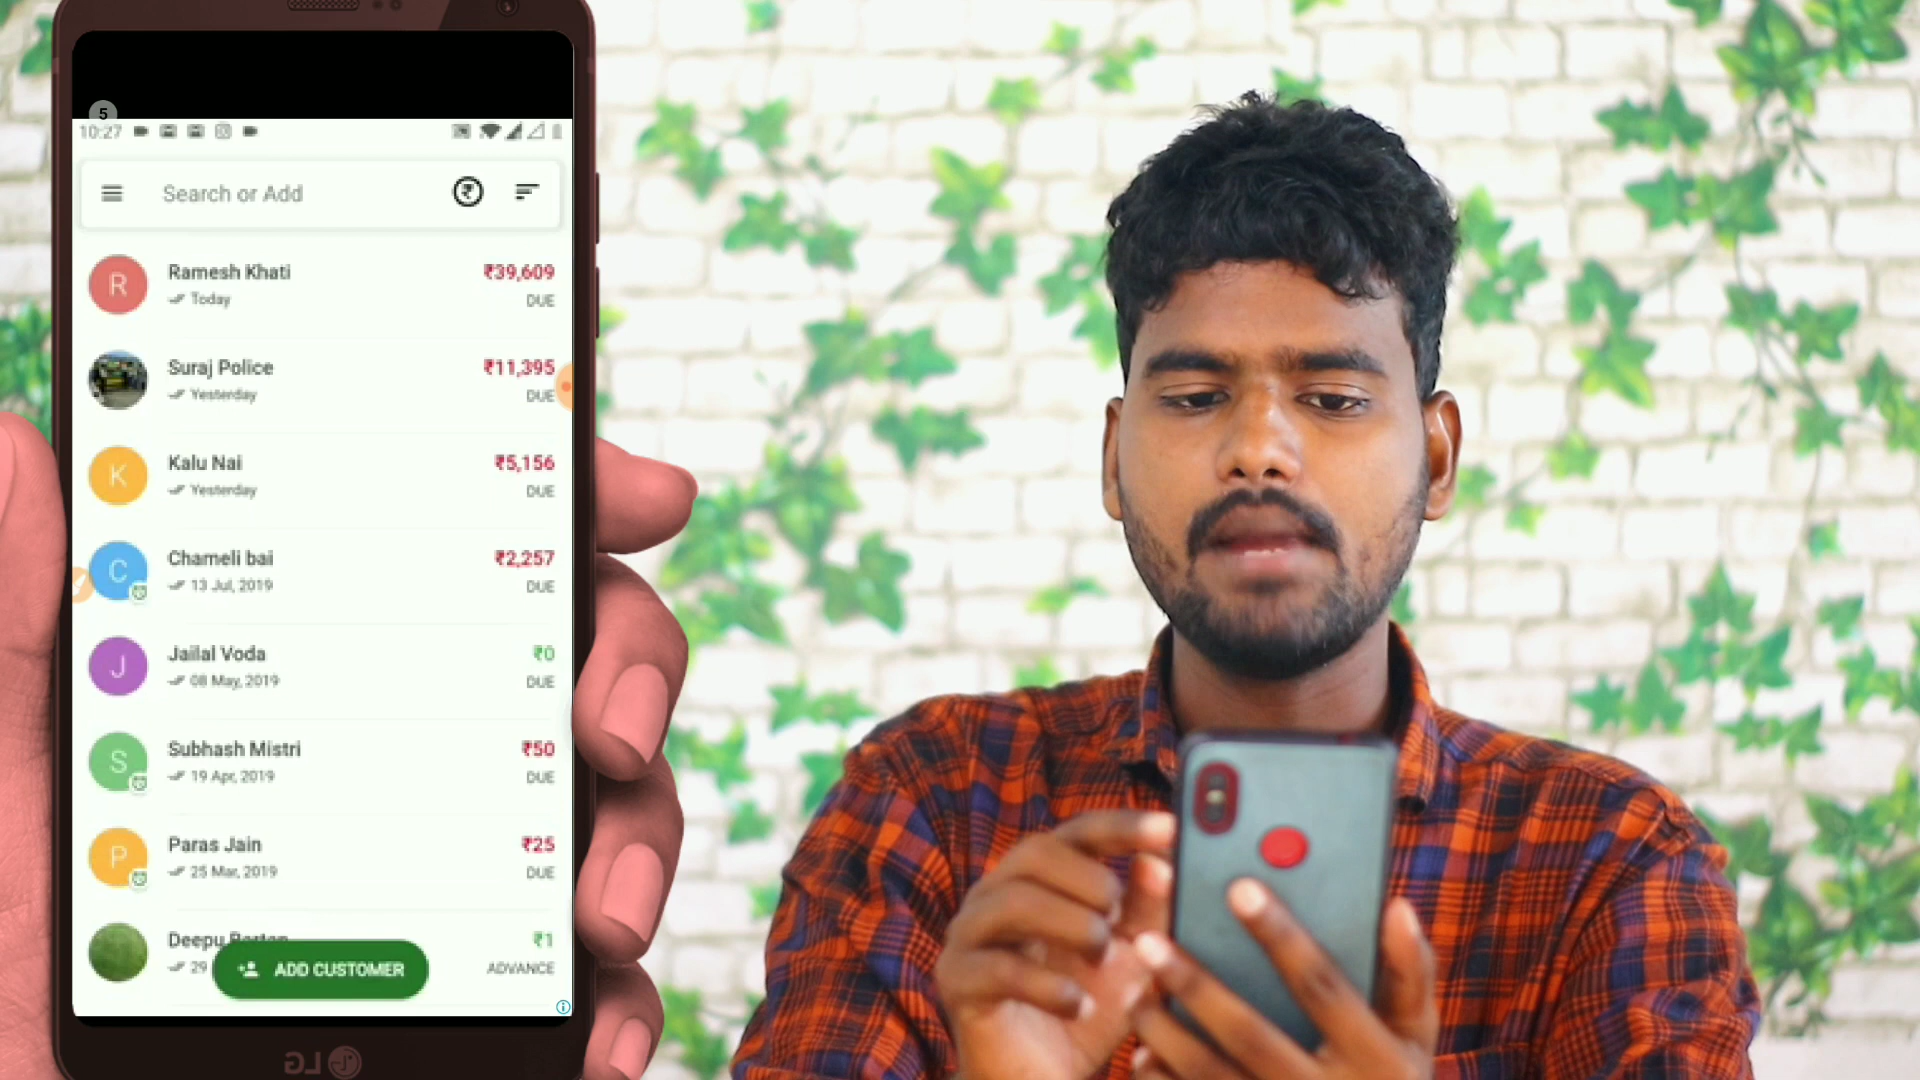 5
10:27
Search or Add
Ramesh Khati ₹39,609
Today DUE
Suraj Police ₹11,395
Yesterday DUE
Kalu Nai ₹5,156
Yesterday DUE
Chameli bai ₹2,257
13 Jul, 2019 DUE
Jailal Voda ₹0
08 May, 2019 DUE
Subhash Mistri ₹50
19 Apr, 2019 DUE
Paras Jain ₹25
25 Mar, 2019 DUE
Deepu ₹1
29 ADVANCE
ADD CUSTOMER
R
K
C
J
S
P
LG